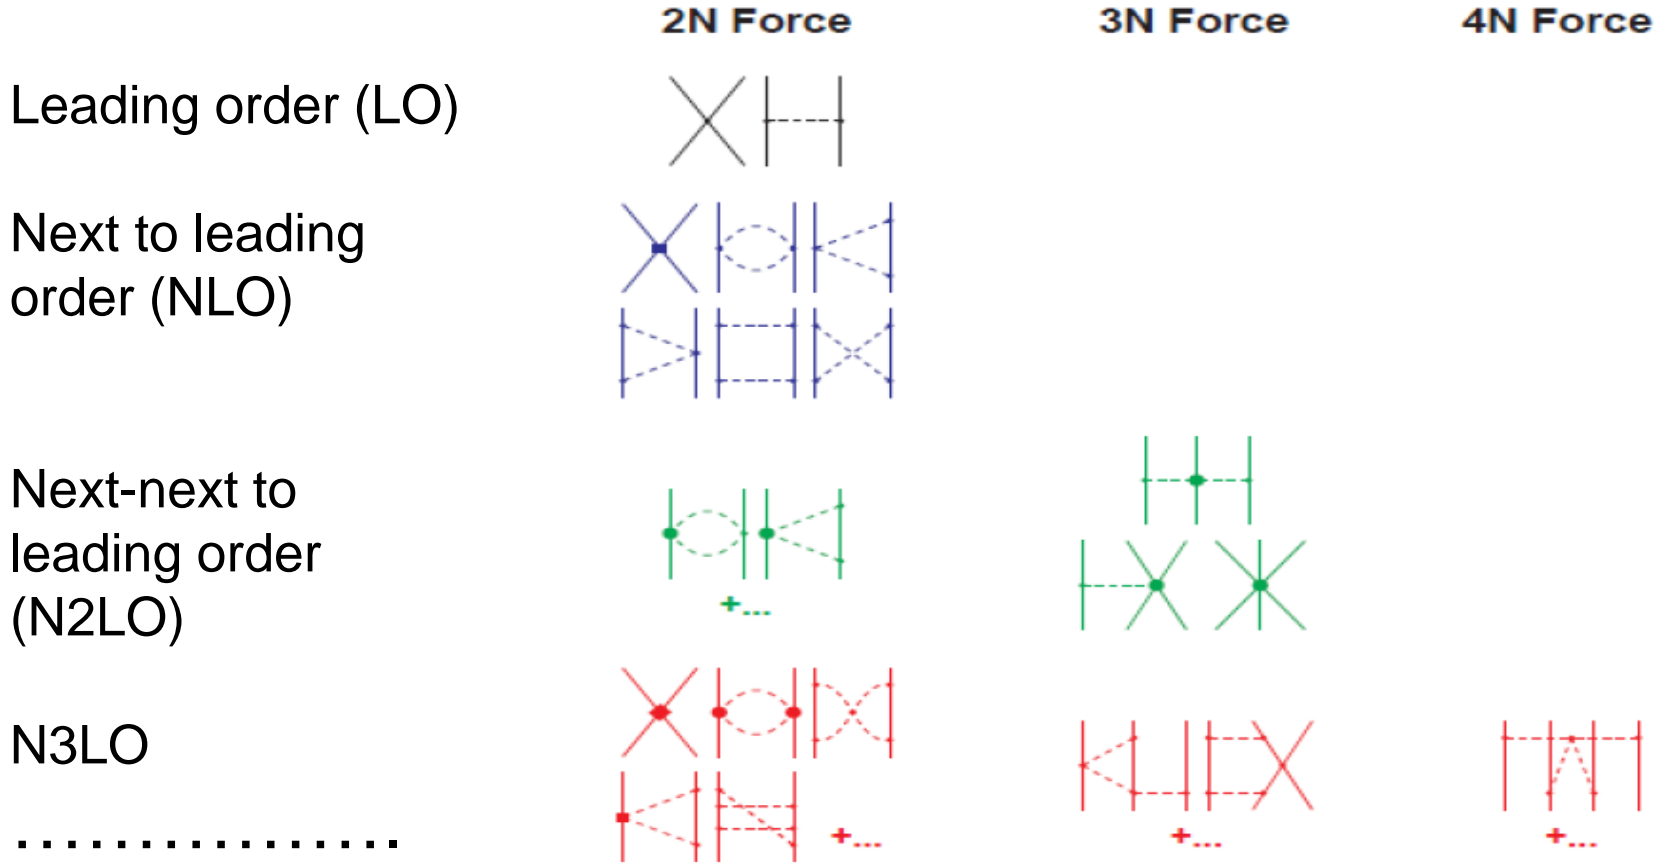 2N Force 3N Force 4N Force
Leading order (LO)
Next to leading
order (NLO)
Next-next to
leading order
(N2LO)
+...
N3LO
+... +... +...
................